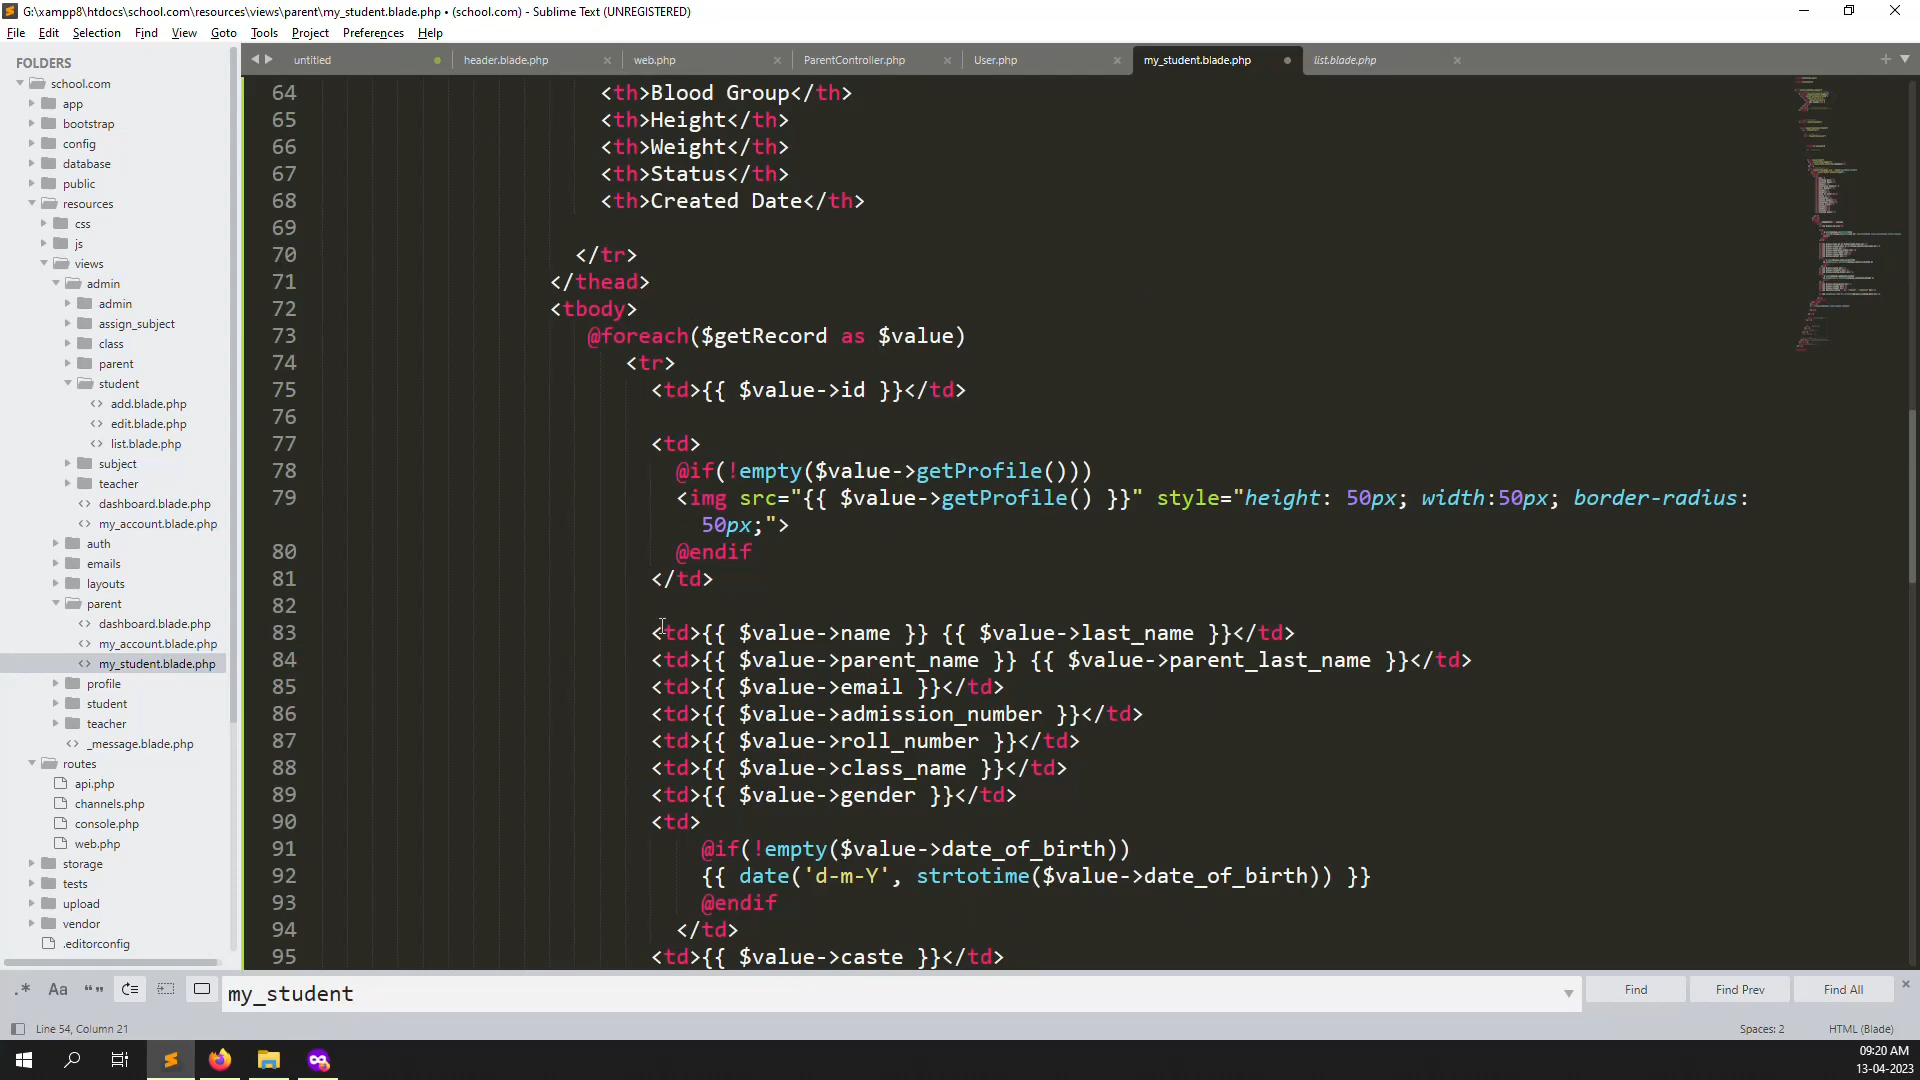 G:\xampp8\htdocs\school.com\resources\views\parent\my_student.blade.php • (school.com) - Sublime Text (UNREGISTERED)
File Edit Selection Find View Goto Tools Project Preferences Help
FOLDERS
school.com
app
bootstrap
config
database
public
resources
css
js
views
admin
admin
assign_subject
class
parent
student
add.blade.php
edit.blade.php
list.blade.php
subject
teacher
dashboard.blade.php
my_account.blade.php
auth
emails
layouts
parent
dashboard.blade.php
my_account.blade.php
my_student.blade.php
profile
student
teacher
_message.blade.php
routes
api.php
channels.php
console.php
web.php
storage
tests
upload
vendor
.editorconfig
untitled header.blade.php web.php ParentController.php User.php my_student.blade.php list.blade.php
64 <th>Blood Group</th>
65 <th>Height</th>
66 <th>Weight</th>
67 <th>Status</th>
68 <th>Created Date</th>
69
70 </tr>
71 </thead>
72 <tbody>
73 @foreach($getRecord as $value)
74 <tr>
75 <td>{{ $value->id }}</td>
76
77 <td>
78 @if(!empty($value->getProfile()))
79 <img src="{{ $value->getProfile() }}" style="height: 50px; width:50px; border-radius:
50px;">
80 @endif
81 </td>
82
83 <td>{{ $value->name }} {{ $value->last_name }}</td>
84 <td>{{ $value->parent_name }} {{ $value->parent_last_name }}</td>
85 <td>{{ $value->email }}</td>
86 <td>{{ $value->admission_number }}</td>
87 <td>{{ $value->roll_number }}</td>
88 <td>{{ $value->class_name }}</td>
89 <td>{{ $value->gender }}</td>
90 <td>
91 @if(!empty($value->date_of_birth))
92 {{ date('d-m-Y', strtotime($value->date_of_birth)) }}
93 @endif
94 </td>
95 <td>{{ $value->caste }}</td>
.* Aa “” my_student Find Find Prev Find All
Line 54, Column 21 Spaces: 2 HTML (Blade)
09:20 AM
13-04-2023